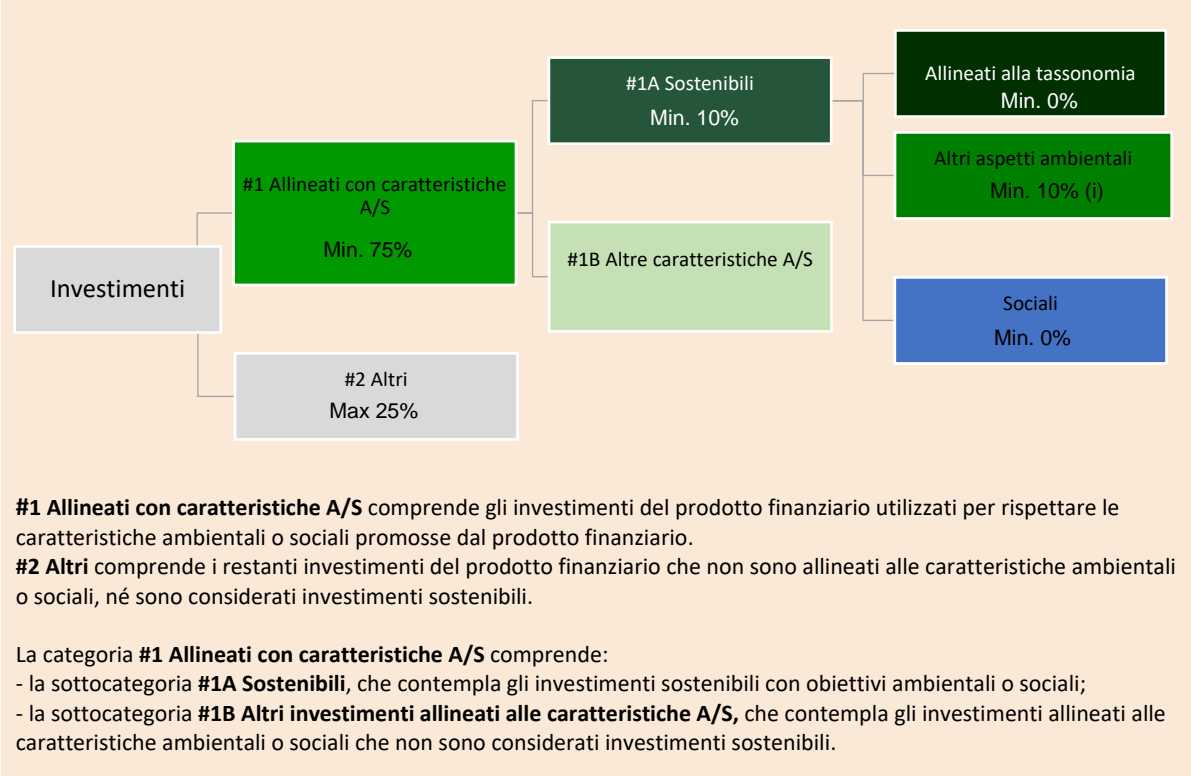 #1A Sostenibili
Min. 10%
Allineati alla tassonomia
Min. 0%
Altri aspetti ambientali
Min. 10% (i)
#1 Allineati con caratteristiche
A/S
Min. 75%
#1B Altre caratteristiche A/S
Investimenti
Sociali
Min. 0%
#2 Altri
Max 25%
#1 Allineati con caratteristiche A/S comprende gli investimenti del prodotto finanziario utilizzati per rispettare le
caratteristiche ambientali o sociali promosse dal prodotto finanziario.
#2 Altri comprende i restanti investimenti del prodotto finanziario che non sono allineati alle caratteristiche ambientali
o sociali, né sono considerati investimenti sostenibili.
La categoria #1 Allineati con caratteristiche A/S comprende:
- la sottocategoria #1A Sostenibili, che contempla gli investimenti sostenibili con obiettivi ambientali o sociali;
- la sottocategoria #1B Altri investimenti allineati alle caratteristiche A/S, che contempla gli investimenti allineati alle
caratteristiche ambientali o sociali che non sono considerati investimenti sostenibili.